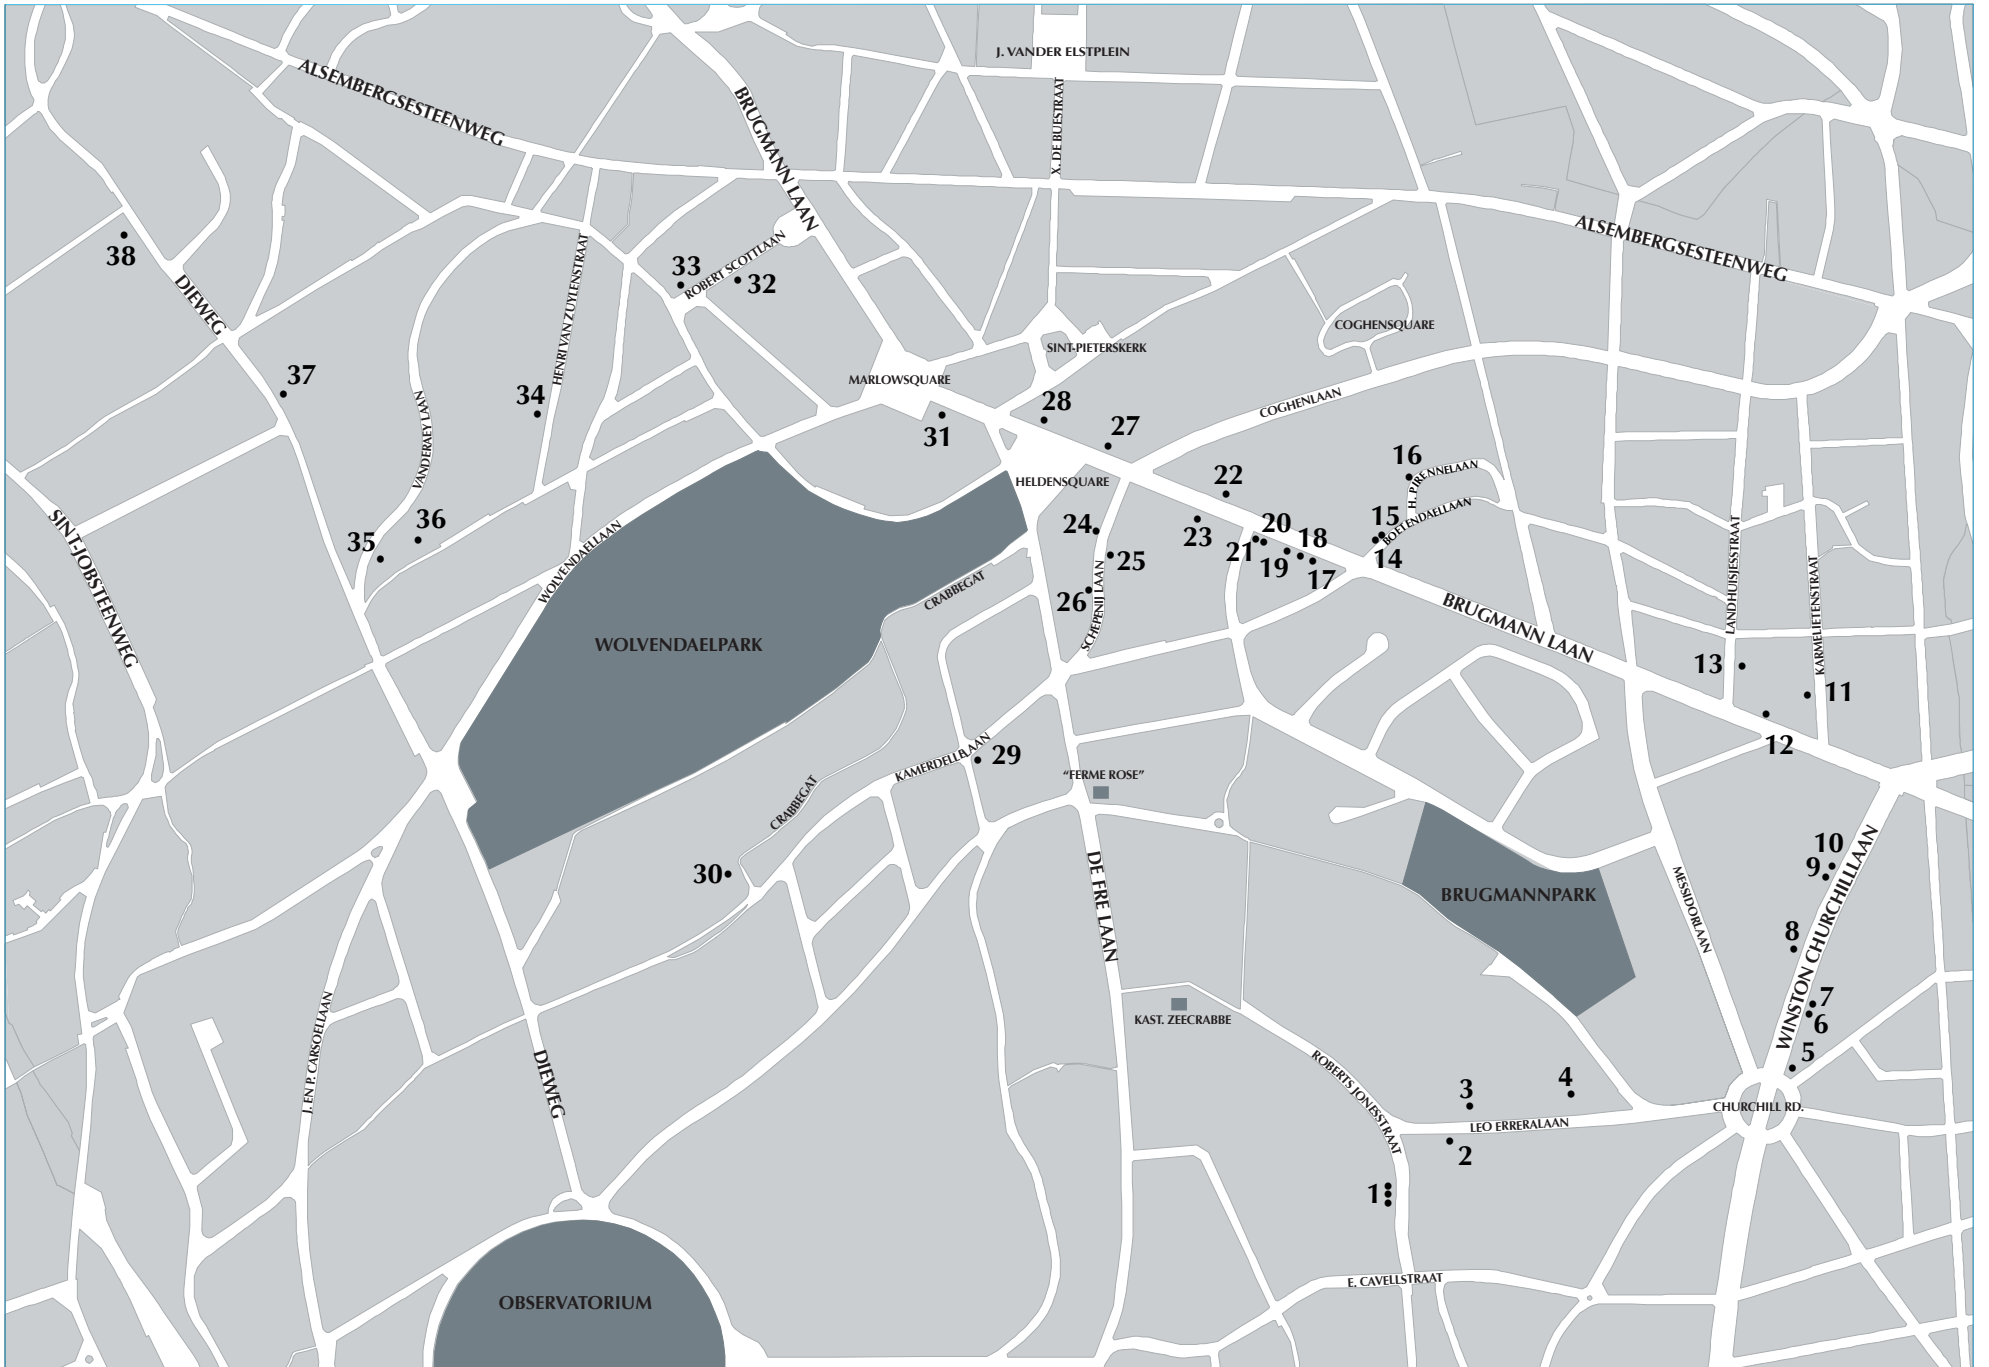 J. VANDER ELSTPLEIN
ALSEMBERGSESTEENWEG
BRUGMANN LAAN
X. DE BUESTRAAT
ALSEMBERGSESTEENWEG
38
DIEWEG
HENRI VAN ZUYLENSTRAAT
33
ROBERT SCOTTLAAN
32
COGHENSQUARE
SINT-PIETERSKERK
MARLOWSQUARE
37
34
VANDERAEY LAAN
28
31
27
COGHENLAAN
16
H. PIRENNELAAN
22
HELDENSQUARE
BOETENDAELLAAN
15
14
24
23
20
21
18
19
17
25
26
SCHEPENIJ LAAN
36
35
SINT-JOBSTEENWEG
WOLVENDAELLAAN
CRABBEGAT
WOLVENDAELPARK
BRUGMANN LAAN
LANDHUISJESSTRAAT
KARMELIETENSTRAAT
13
11
12
KAMERDELLELAAN
29
"FERME ROSE"
CRABBEGAT
30
DE FRE LAAN
BRUGMANNPARK
MESSIDORLAAN
10
9
WINSTON CHURCHILLLAAN
8
7
6
5
KAST. ZEECRABBE
J. EN P. CARSOELLAAN
DIEWEG
ROBERTS JONESSTRAAT
3
4
CHURCHILL RD.
LEO ERRERALAAN
2
1
E. CAVELLSTRAAT
OBSERVATORIUM